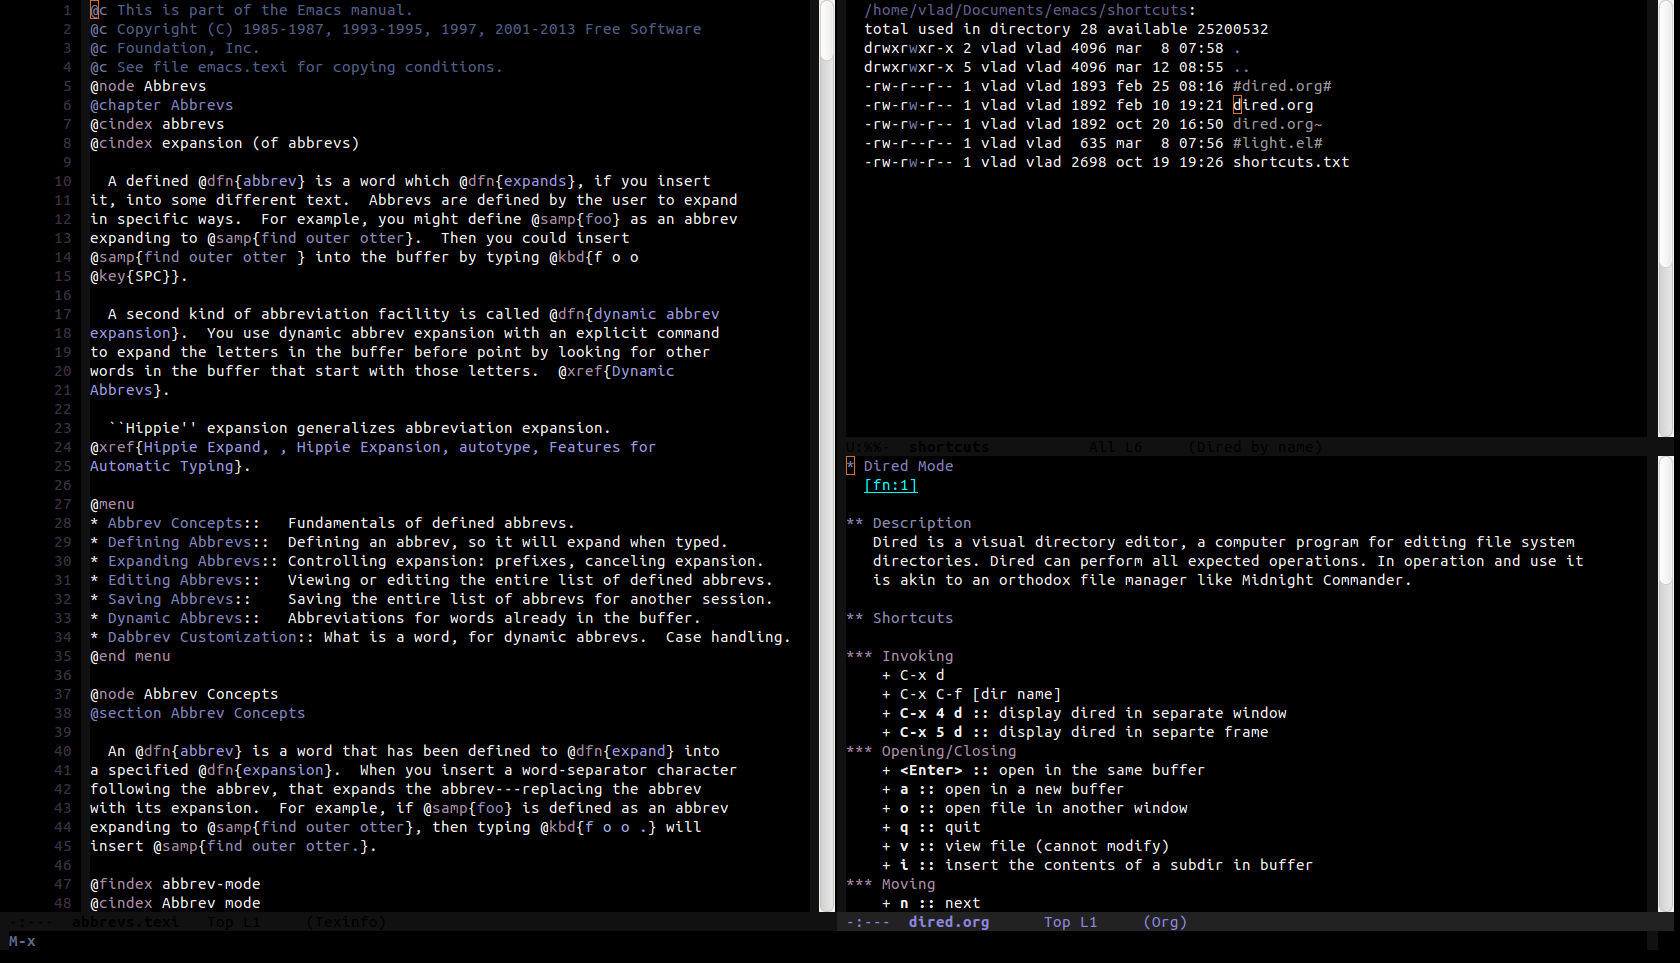 1 @c This is part of the Emacs manual.
2 @c Copyright (C) 1985-1987, 1993-1995, 1997, 2001-2013 Free Software
3 @c Foundation, Inc.
4 @c See file emacs.texi for copying conditions.
5 @node Abbrevs
6 @chapter Abbrevs
7 @cindex abbrevs
8 @cindex expansion (of abbrevs)
9
10   A defined @dfn{abbrev} is a word which @dfn{expands}, if you insert
11 it, into some different text.  Abbrevs are defined by the user to expand
12 in specific ways.  For example, you might define @samp{foo} as an abbrev
13 expanding to @samp{find outer otter}.  Then you could insert
14 @samp{find outer otter } into the buffer by typing @kbd{f o o
15 @key{SPC}}.
16
17   A second kind of abbreviation facility is called @dfn{dynamic abbrev
18 expansion}.  You use dynamic abbrev expansion with an explicit command
19 to expand the letters in the buffer before point by looking for other
20 words in the buffer that start with those letters.  @xref{Dynamic
21 Abbrevs}.
22
23   ``Hippie'' expansion generalizes abbreviation expansion.
24 @xref{Hippie Expand, , Hippie Expansion, autotype, Features for
25 Automatic Typing}.
26
27 @menu
28 * Abbrev Concepts::   Fundamentals of defined abbrevs.
29 * Defining Abbrevs::  Defining an abbrev, so it will expand when typed.
30 * Expanding Abbrevs:: Controlling expansion: prefixes, canceling expansion.
31 * Editing Abbrevs::   Viewing or editing the entire list of defined abbrevs.
32 * Saving Abbrevs::    Saving the entire list of abbrevs for another session.
33 * Dynamic Abbrevs::   Abbreviations for words already in the buffer.
34 * Dabbrev Customization:: What is a word, for dynamic abbrevs.  Case handling.
35 @end menu
36
37 @node Abbrev Concepts
38 @section Abbrev Concepts
39
40   An @dfn{abbrev} is a word that has been defined to @dfn{expand} into
41 a specified @dfn{expansion}.  When you insert a word-separator character
42 following the abbrev, that expands the abbrev---replacing the abbrev
43 with its expansion.  For example, if @samp{foo} is defined as an abbrev
44 expanding to @samp{find outer otter}, then typing @kbd{f o o .} will
45 insert @samp{find outer otter.}.
46
47 @findex abbrev-mode
48 @cindex Abbrev mode
-:---  abbrevs.texi   Top L1     (Texinfo)
/home/vlad/Documents/emacs/shortcuts:
total used in directory 28 available 25200532
drwxrwxr-x 2 vlad vlad 4096 mar  8 07:58 .
drwxrwxr-x 5 vlad vlad 4096 mar 12 08:55 ..
-rw-r--r-- 1 vlad vlad 1893 feb 25 08:16 #dired.org#
-rw-rw-r-- 1 vlad vlad 1892 feb 10 19:21 dired.org
-rw-rw-r-- 1 vlad vlad 1892 oct 20 16:50 dired.org~
-rw-r--r-- 1 vlad vlad  635 mar  8 07:56 #light.el#
-rw-rw-r-- 1 vlad vlad 2698 oct 19 19:26 shortcuts.txt
U:%%-  shortcuts           All L6     (Dired by name)
* Dired Mode
[fn:1]

** Description
Dired is a visual directory editor, a computer program for editing file system
directories. Dired can perform all expected operations. In operation and use it
is akin to an orthodox file manager like Midnight Commander.

** Shortcuts

*** Invoking
+ C-x d
+ C-x C-f [dir name]
+ C-x 4 d :: display dired in separate window
+ C-x 5 d :: display dired in separte frame
*** Opening/Closing
+ <Enter> :: open in the same buffer
+ a :: open in a new buffer
+ o :: open file in another window
+ q :: quit
+ v :: view file (cannot modify)
+ i :: insert the contents of a subdir in buffer
*** Moving
+ n :: next
-:---  dired.org      Top L1     (Org)
M-x